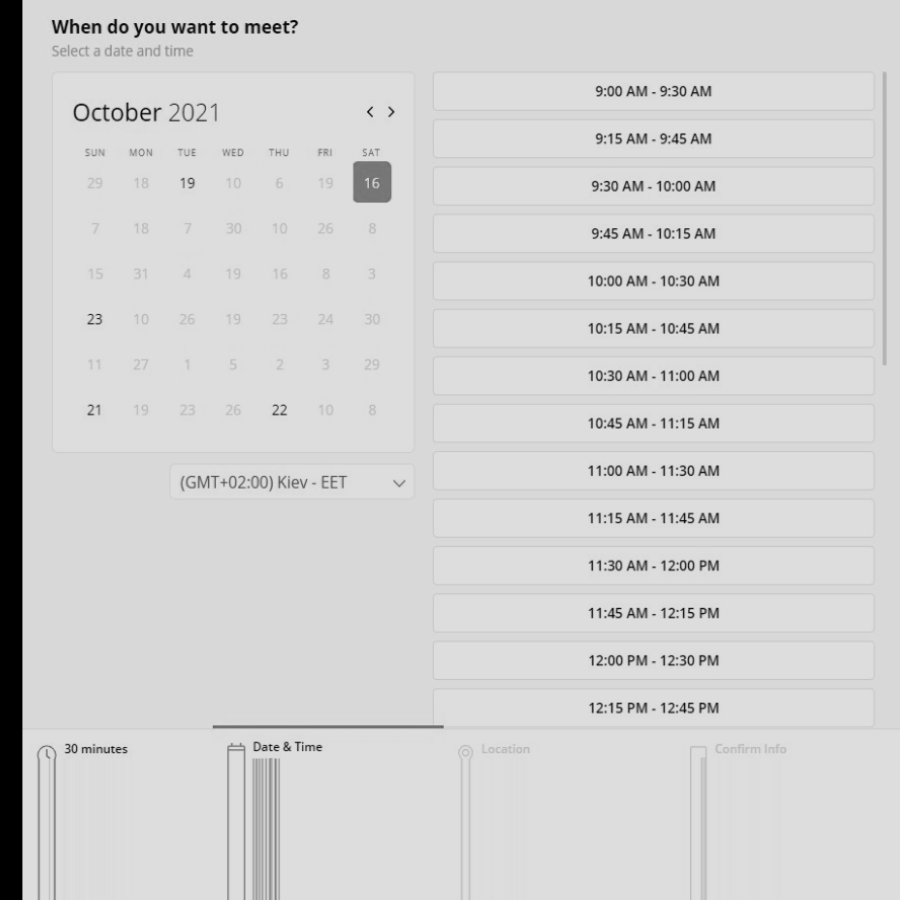 When do you want to meet?
Select a date and time
October 2021
SUN MON TUE WED THU FRI SAT
29 18 19 10 6 19 16
7 18 7 30 10 26 8
15 31 4 19 16 8 3
23 10 26 19 23 24 30
11 27 1 5 2 3 29
21 19 23 26 22 10 8
(GMT+02:00) Kiev - EET
9:00 AM - 9:30 AM
9:15 AM - 9:45 AM
9:30 AM - 10:00 AM
9:45 AM - 10:15 AM
10:00 AM - 10:30 AM
10:15 AM - 10:45 AM
10:30 AM - 11:00 AM
10:45 AM - 11:15 AM
11:00 AM - 11:30 AM
11:15 AM - 11:45 AM
11:30 AM - 12:00 PM
11:45 AM - 12:15 PM
12:00 PM - 12:30 PM
12:15 PM - 12:45 PM
30 minutes
Date & Time
Location
Confirm Info